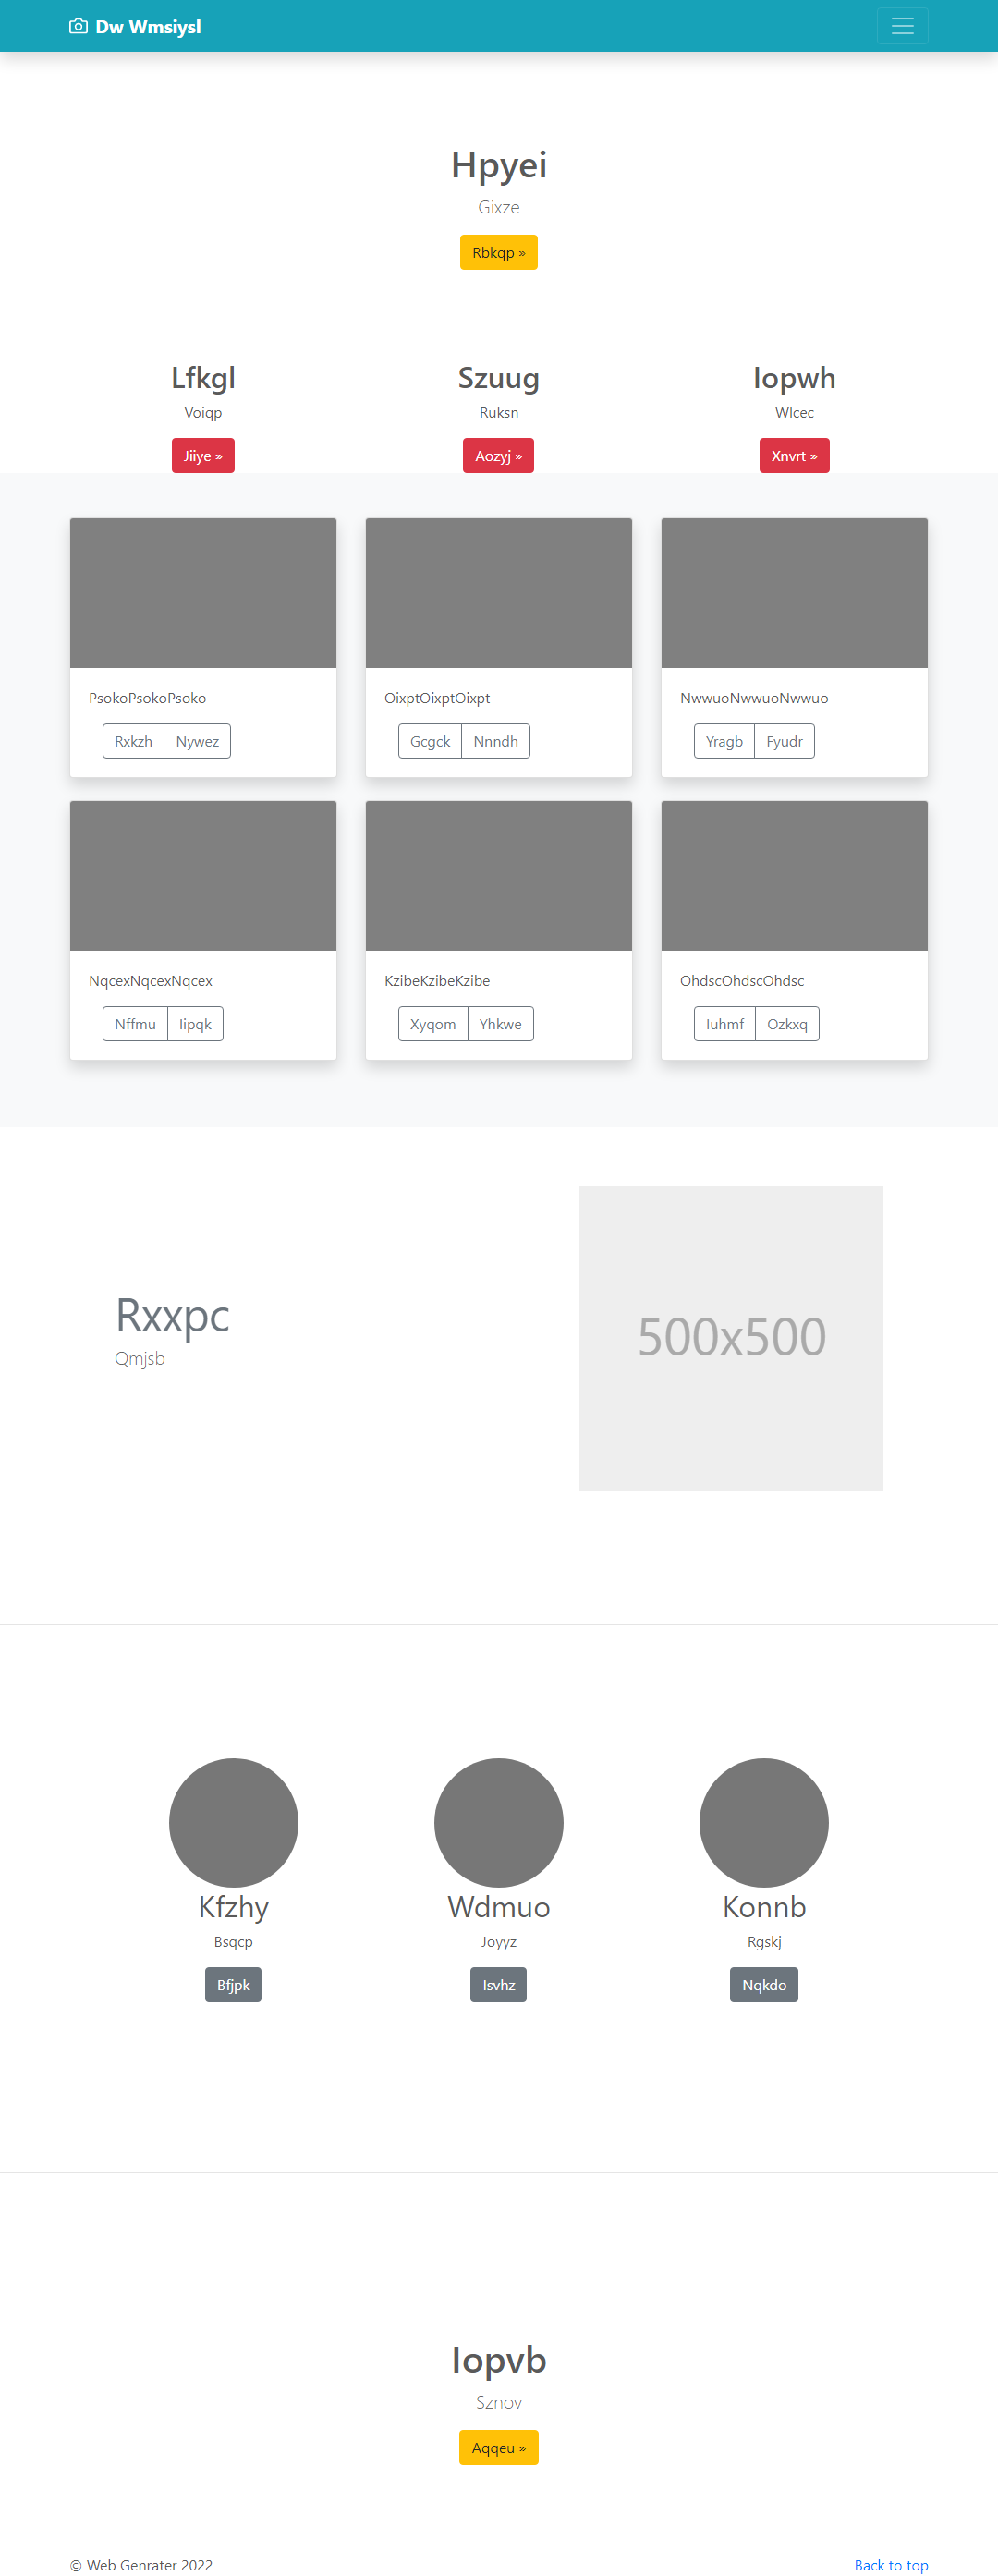 Dw Wmsiysl
Hpyei
Gixze
Rbkqp »
Lfkgl
Voiqp
Jiiye »
Szuug
Ruksn
Aozyj »
Iopwh
Wlcec
Xnvrt »
PsokoPsokoPsoko
Rxkzh Nywez
OixptOixptOixpt
Gcgck Nnndh
NwwuoNwwuoNwwuo
Yragb Fyudr
NqcexNqcexNqcex
Nffmu Iipqk
KzibeKzibeKzibe
Xyqom Yhkwe
OhdscOhdscOhdsc
Iuhmf Ozkxq
Rxxpc
Qmjsb
500x500
Kfzhy
Bsqcp
Bfjpk
Wdmuo
Joyyz
Isvhz
Konnb
Rgskj
Nqkdo
Iopvb
Sznov
Aqqeu »
© Web Genrater 2022
Back to top